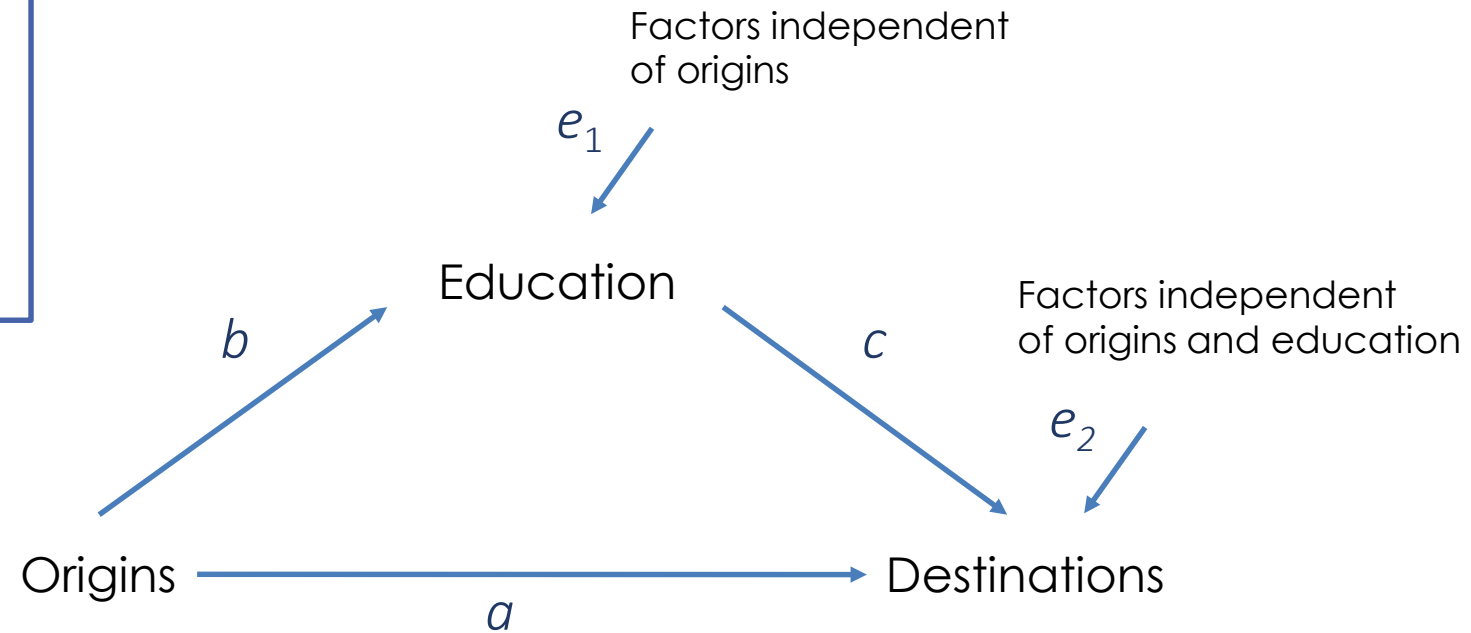 Factors independent
of origins
e1
Education
Factors independent
of origins and education
b
c
e2
Origins
Destinations
a